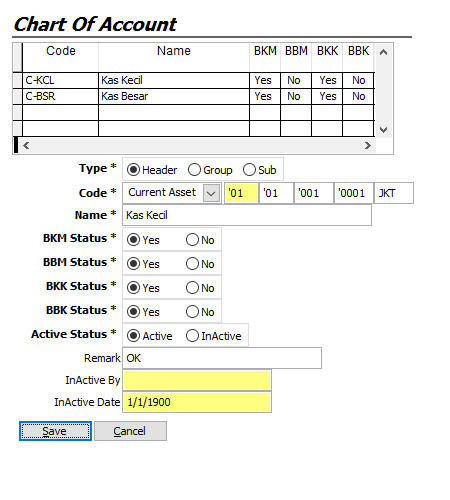 Chart Of Account
Code Name BKM BBM BKK BBK
C-KCL Kas Kecil Yes No Yes No
C-BSR Kas Besar Yes No Yes No
Type * Header Group Sub
Code * Current Asset '01 '01 '001 '0001 JKT
Name * Kas Kecil
BKM Status * Yes No
BBM Status * Yes No
BKK Status * Yes No
BBK Status * Yes No
Active Status * Active InActive
Remark OK
InActive By
InActive Date 1/1/1900
Save Cancel